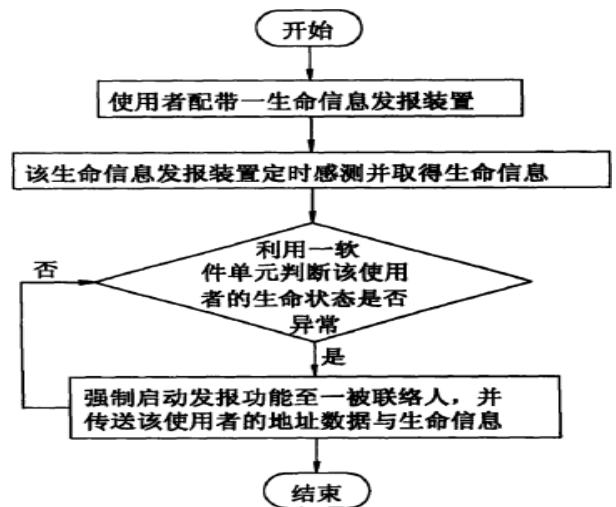 开始
使用者配带一生命信息发报装置
该生命信息发报装置定时感测并取得生命信息
利用一软
件单元判断该使用
者的生命状态是否
异常
否
是
强制启动发报功能至一被联络人，并
传送该使用者的地址数据与生命信息
结束